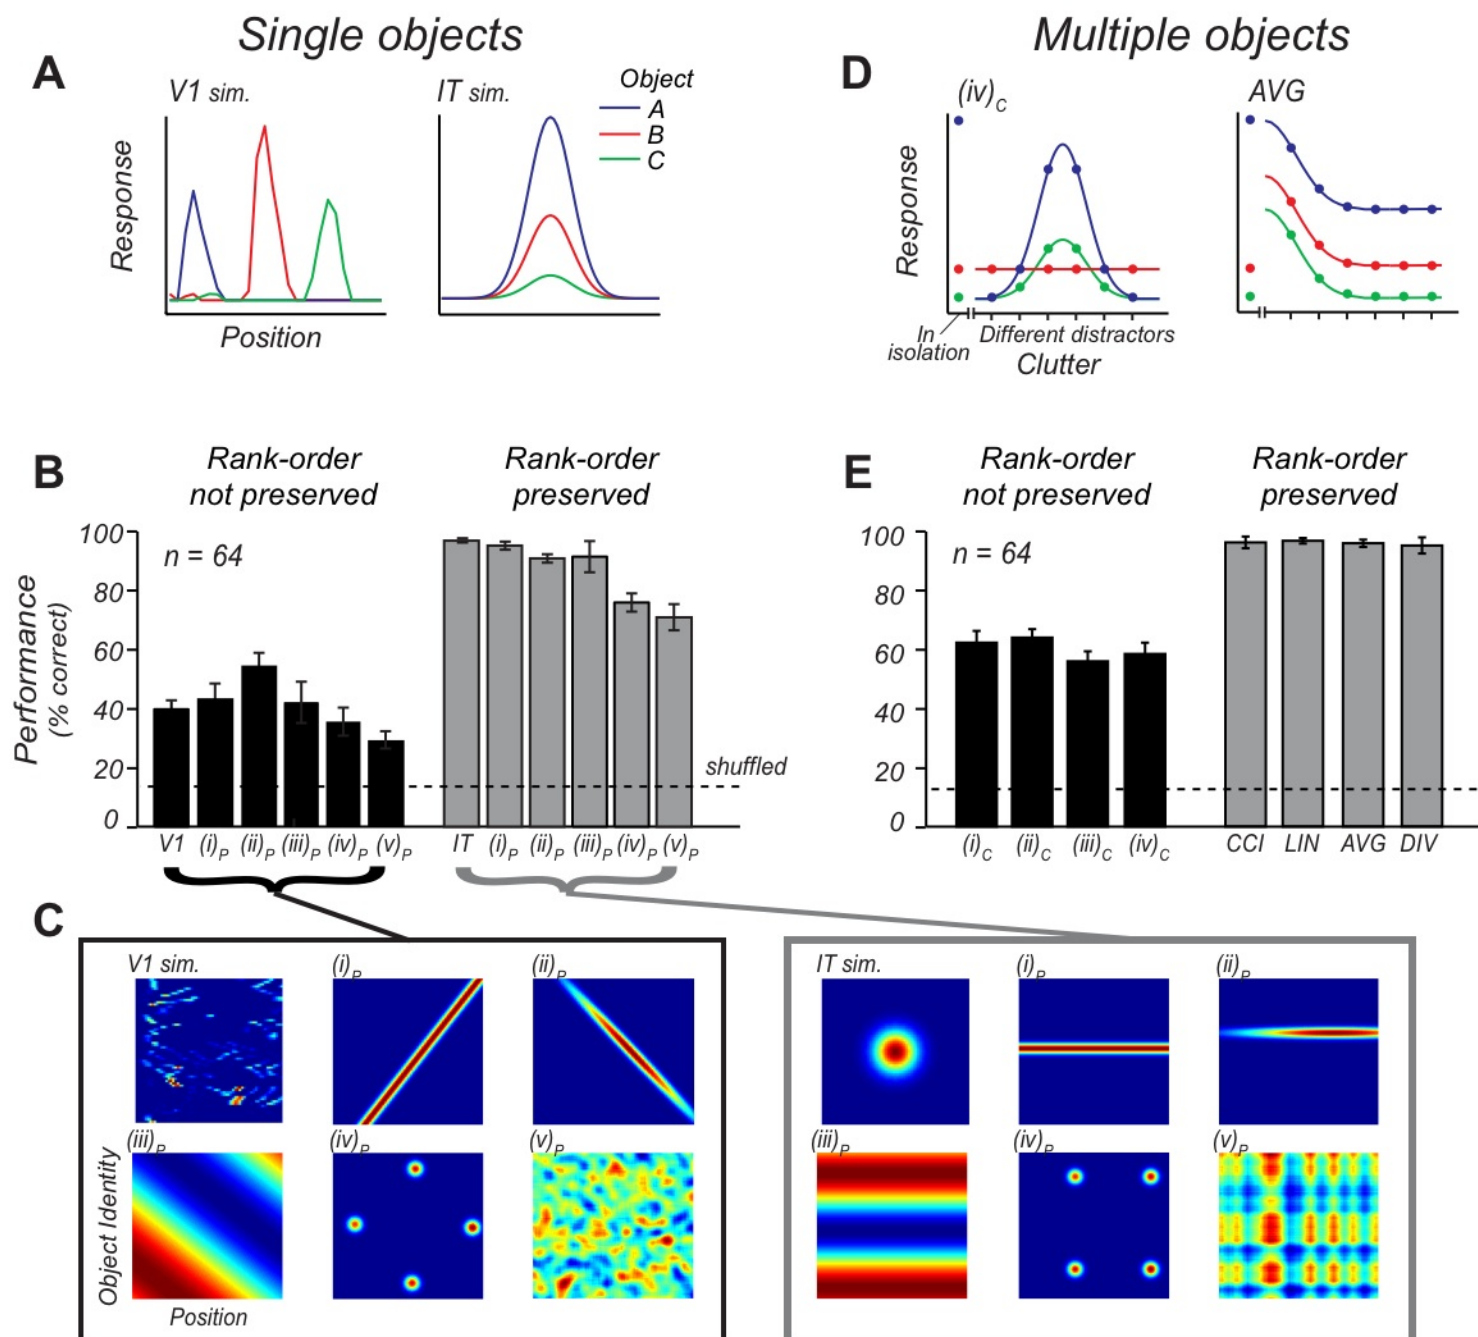 Single objects
Multiple objects
A
V1 sim.
IT sim.
Object
A
B
C
Response
Position
D
(iv)C
AVG
Response
In
isolation
Different distractors
Clutter
B
Rank-order
not preserved
Rank-order
preserved
Performance
(% correct)
100
80
60
40
20
0
n = 64
shuffled
V1 (i)P (ii)P (iii)P (iv)P (v)P
IT (i)P (ii)P (iii)P (iv)P (v)P
E
Rank-order
not preserved
Rank-order
preserved
100
80
60
40
20
0
n = 64
(i)C (ii)C (iii)C (iv)C
CCI LIN AVG DIV
C
V1 sim.
(i)P
(ii)P
(iii)P
(iv)P
(v)P
Object Identity
Position
IT sim.
(i)P
(ii)P
(iii)P
(iv)P
(v)P